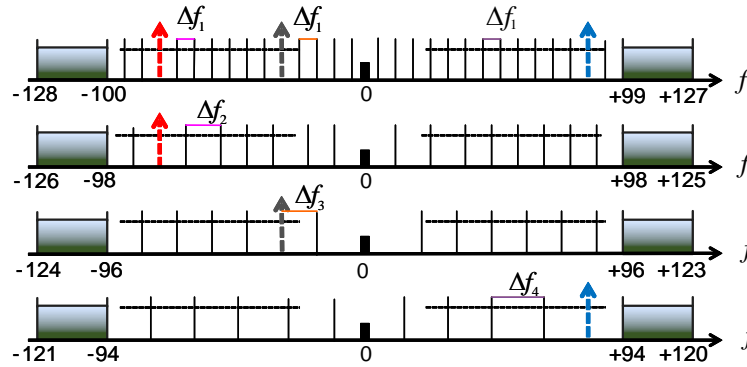 Δf₁ Δf₁ Δf₁
-128 -100 0 +99 +127 f
Δf₂
-126 -98 0 +98 +125 f
Δf₃
-124 -96 0 +96 +123 f
Δf₄
-121 -94 0 +94 +120 f